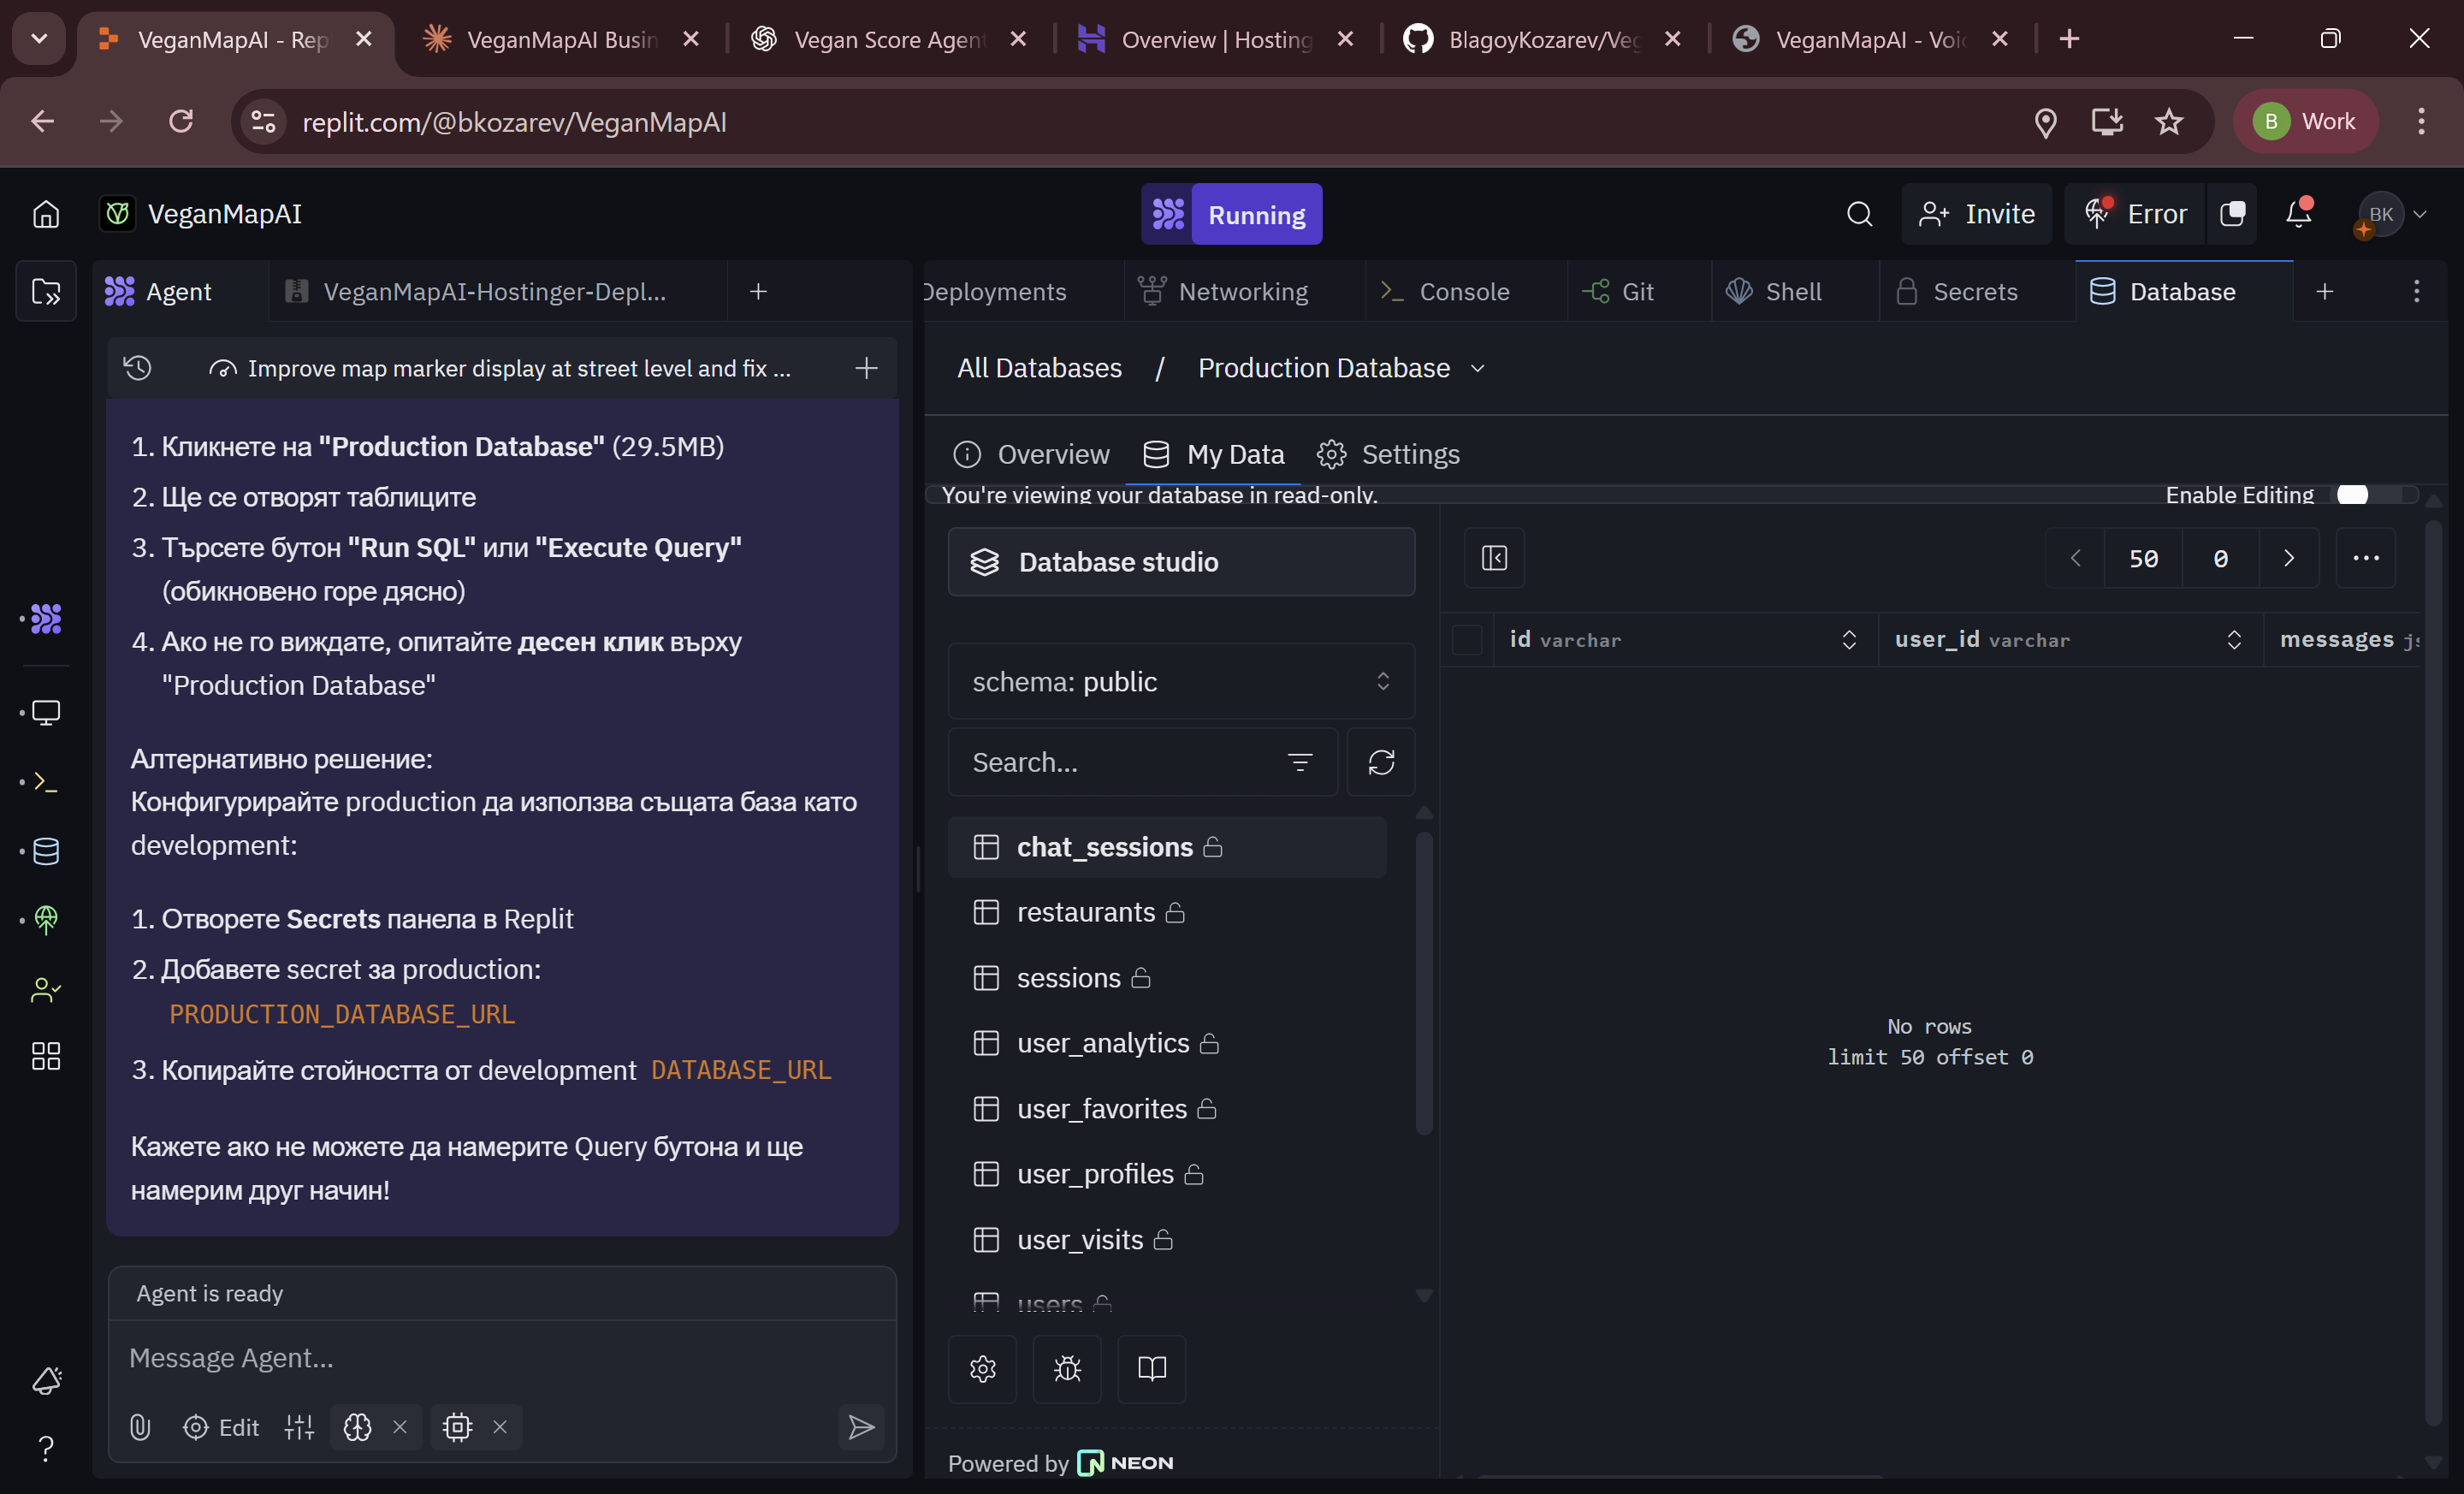 VeganMapAI - Rep
VeganMapAI Busin
Vegan Score Agent
Overview | Hosting
BlagoyKozarev/Veg
VeganMapAI - Voi
replit.com/@bkozarev/VeganMapAI
B
Work
VeganMapAI
Running
Invite
Error
BK
Agent
VeganMapAI-Hostinger-Depl...
Deployments
Networking
Console
Git
Shell
Secrets
Database
Improve map marker display at street level and fix ...
1. Кликнете на "Production Database" (29.5MB)
2. Ще се отворят таблиците
3. Търсете бутон "Run SQL" или "Execute Query"
(обикновено горе дясно)
4. Ако не го виждате, опитайте десен клик върху
"Production Database"
Алтернативно решение:
Конфигурирайте production да използва същата база като
development:
1. Отворете Secrets панела в Replit
2. Добавете secret за production:
PRODUCTION_DATABASE_URL
3. Копирайте стойността от development DATABASE_URL
Кажете ако не можете да намерите Query бутона и ще
намерим друг начин!
Agent is ready
Message Agent...
Edit
All Databases / Production Database
Overview
My Data
Settings
You're viewing your database in read-only.
Enable Editing
Database studio
schema: public
Search...
chat_sessions
restaurants
sessions
user_analytics
user_favorites
user_profiles
user_visits
users
Powered by NEON
50
0
id varchar
user_id varchar
messages js
No rows
limit 50 offset 0